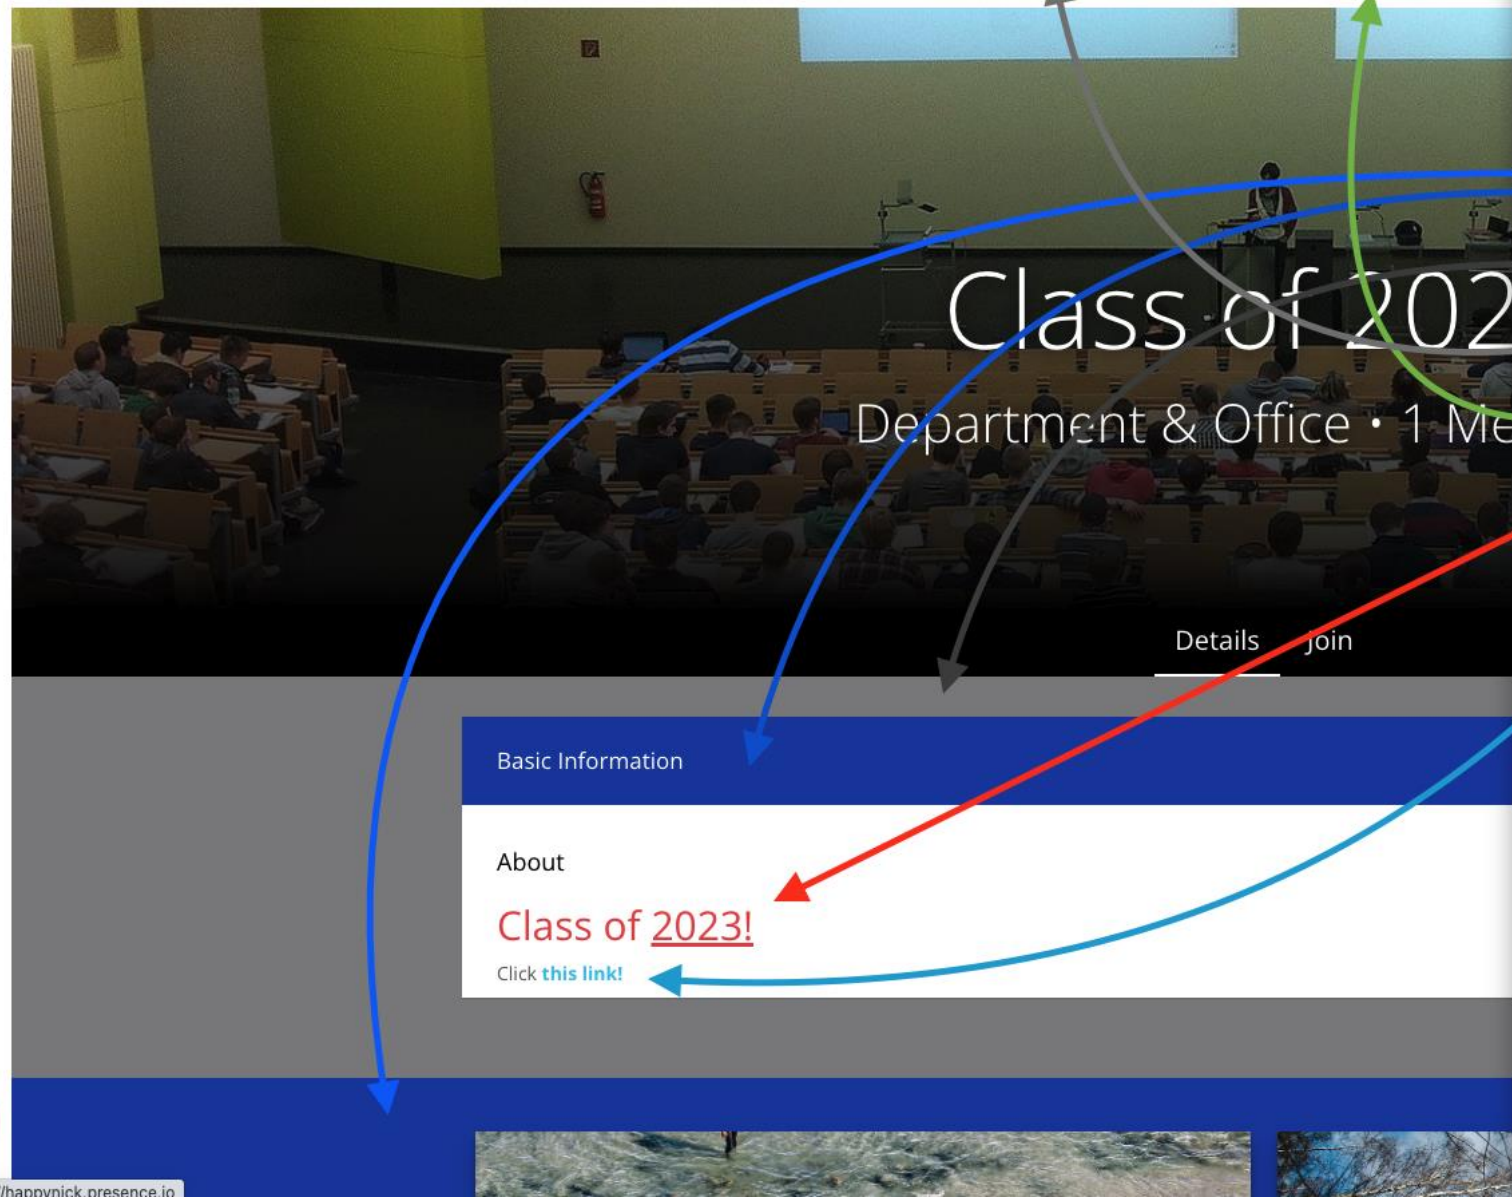 Class of 202
Department & Office • 1 Me
Details Join
Basic Information
About
Class of 2023!
Click this link!
//happynick.presence.io